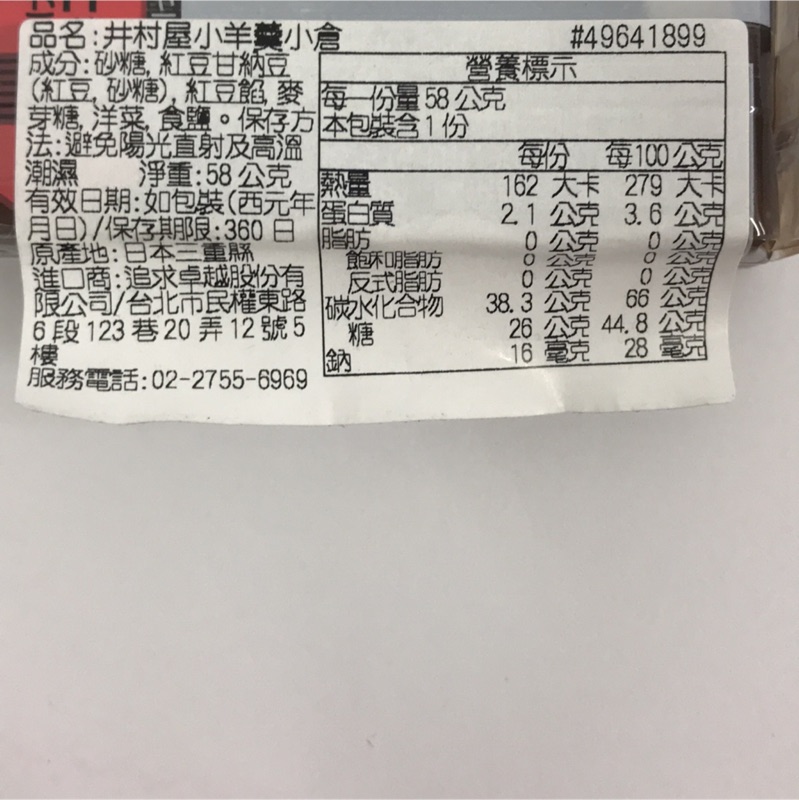 品名:井村屋小羊羹小倉
#49641899
成分:砂糖, 紅豆甘納豆
(紅豆, 砂糖), 紅豆餡, 麥
芽糖, 洋菜, 食鹽。保存方
法:避免陽光直射及高溫
潮濕 淨重:58 公克
有效日期:如包裝(西元年
月日)/保存期限:360 日
原產地:日本三重縣
進口商:追求卓越股份有
限公司/台北市民權東路
6 段 123 巷 20 弄 12 號 5
樓
服務電話:02-2755-6969
營養標示
每一份量 58 公克
本包裝含 1 份
每份 每100公克
熱量 162 大卡 279 大卡
蛋白質 2.1 公克 3.6 公克
脂肪 0 公克 0 公克
飽和脂肪 0 公克 0 公克
反式脂肪 0 公克 0 公克
碳水化合物 38.3 公克 66 公克
糖 26 公克 44.8 公克
鈉 16 毫克 28 毫克